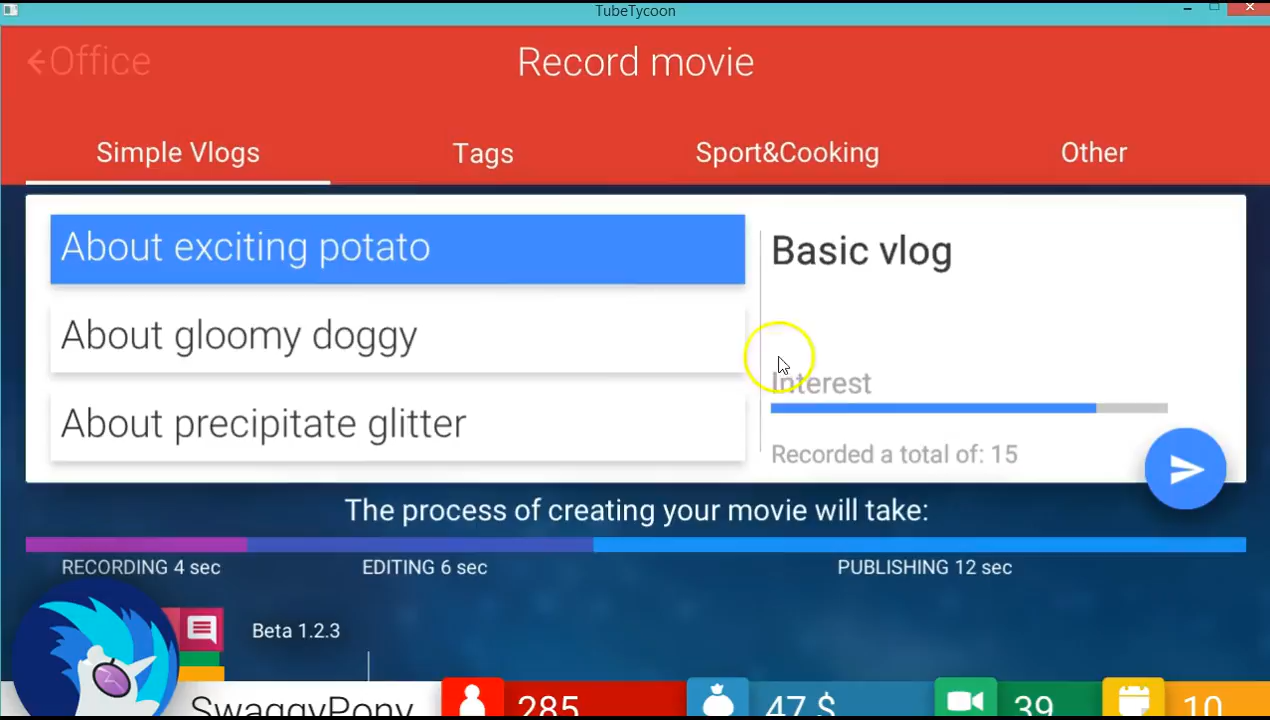 TubeTycoon
Office
Record movie
Simple Vlogs
Tags
Sport&Cooking
Other
About exciting potato
Basic vlog
About gloomy doggy
Interest
About precipitate glitter
Recorded a total of: 15
The process of creating your movie will take:
RECORDING 4 sec
EDITING 6 sec
PUBLISHING 12 sec
Beta 1.2.3
SwaggyPony
285
47 $
39
10